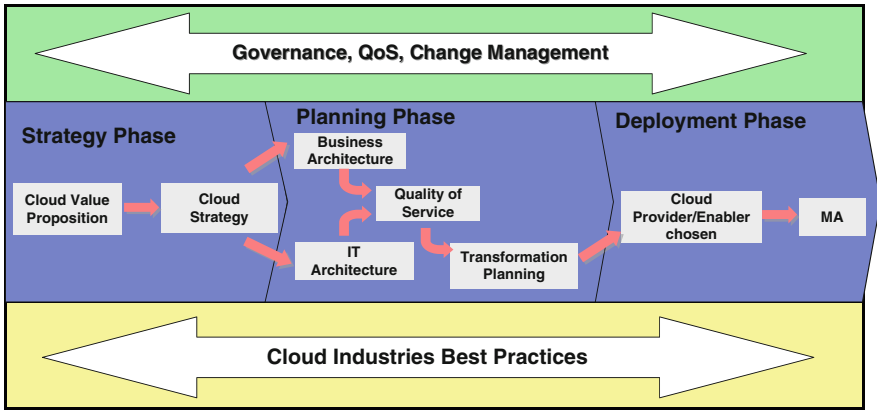 Governance, QoS, Change Management
Strategy Phase
Planning Phase
Deployment Phase
Cloud Value
Proposition
Cloud
Strategy
Business
Architecture
IT
Architecture
Quality of
Service
Transformation
Planning
Cloud
Provider/Enabler
chosen
MA
Cloud Industries Best Practices